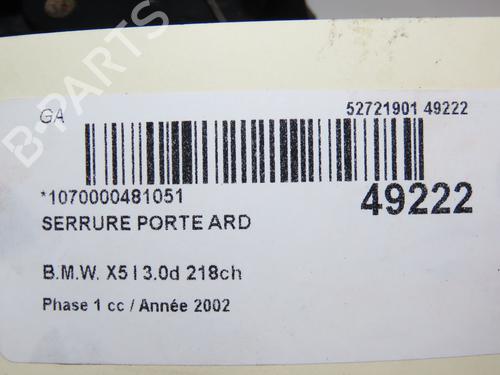 GA
52721901 49222
*1070000481051
49222
SERRURE PORTE ARD
B.M.W. X5 I 3.0d 218ch
Phase 1 cc / Année 2002
B-PARTS